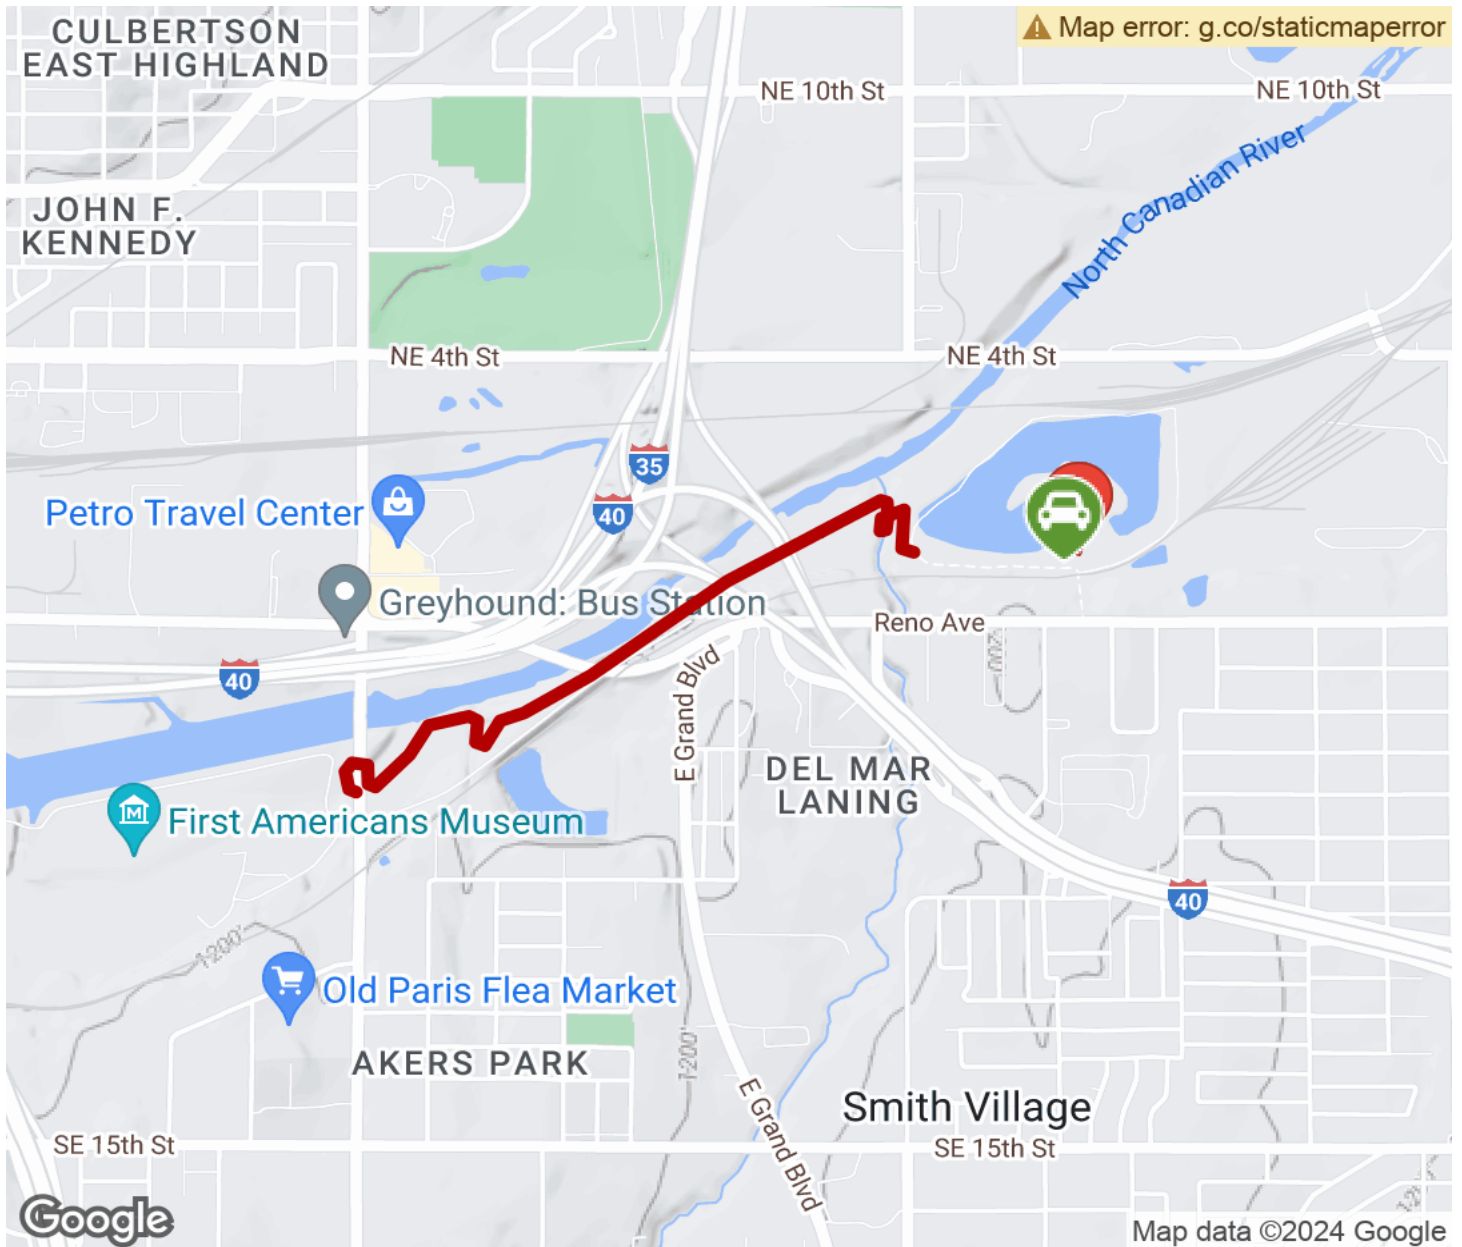 CULBERTSON
EAST HIGHLAND
Map error: g.co/staticmaperror
NE 10th St
NE 10th St
North Canadian River
JOHN F.
KENNEDY
NE 4th St
NE 4th St
35
40
Petro Travel Center
Greyhound: Bus Station
Reno Ave
40
1200'
E Grand Blvd
DEL MAR
LANING
First Americans Museum
M
40
1200'
Old Paris Flea Market
AKERS PARK
1200'
E Grand Blvd
Smith Village
SE 15th St
SE 15th St
Google
Map data ©2024 Google